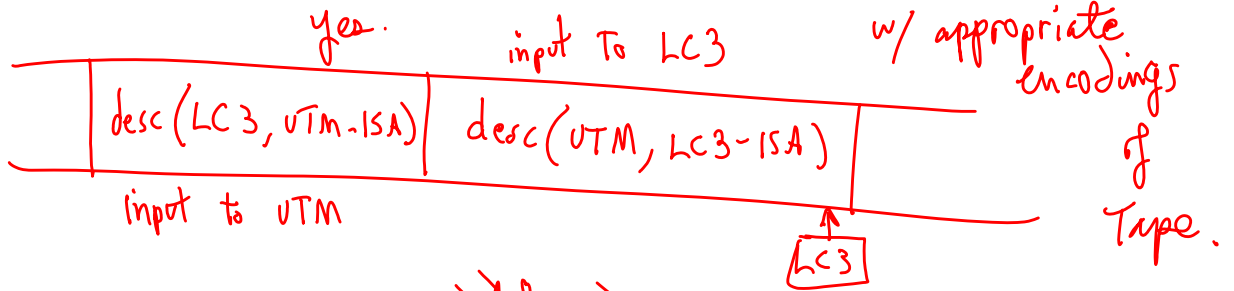 yes.
input To LC3
w/ appropriate
encodings
of
Tape.
desc(LC3, UTM-ISA)
desc(UTM, LC3-ISA)
input to UTM
LC3